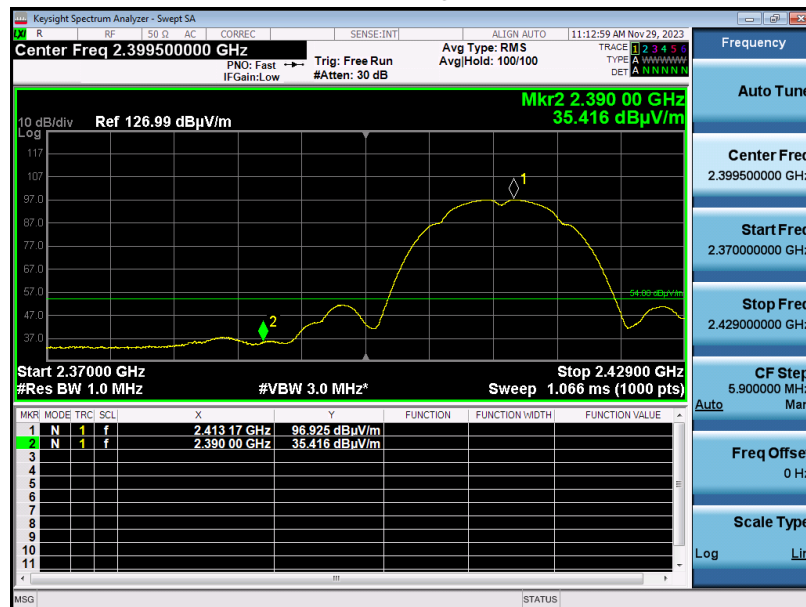 Keysight Spectrum Analyzer - Swept SA
LXI R RF 50 Ω AC CORREC SENSE:INT ALIGN AUTO 11:12:59 AM Nov 29, 2023
Center Freq 2.399500000 GHz
PNO: Fast
IFGain:Low
Trig: Free Run
#Atten: 30 dB
Avg Type: RMS
Avg|Hold: 100/100
TRACE 1 2 3 4 5 6
TYPE A WWWWW
DET A N N N N N
Mkr2 2.390 00 GHz
35.416 dBµV/m
10 dB/div Ref 126.99 dBµV/m
Log
117
107
97.0
87.0
77.0
67.0
57.0
47.0
37.0
1
2
54.00 dBµV/m
Start 2.37000 GHz Stop 2.42900 GHz
#Res BW 1.0 MHz #VBW 3.0 MHz* Sweep 1.066 ms (1000 pts)
MKR MODE TRC SCL X Y FUNCTION FUNCTION WIDTH FUNCTION VALUE
1 N 1 f 2.413 17 GHz 96.925 dBµV/m
2 N 1 f 2.390 00 GHz 35.416 dBµV/m
3
4
5
6
7
8
9
10
11
MSG STATUS
Frequency
Auto Tune
Center Freq
2.399500000 GHz
Start Freq
2.370000000 GHz
Stop Freq
2.429000000 GHz
CF Step
5.900000 MHz
Auto Man
Freq Offset
0 Hz
Scale Type
Log Lin